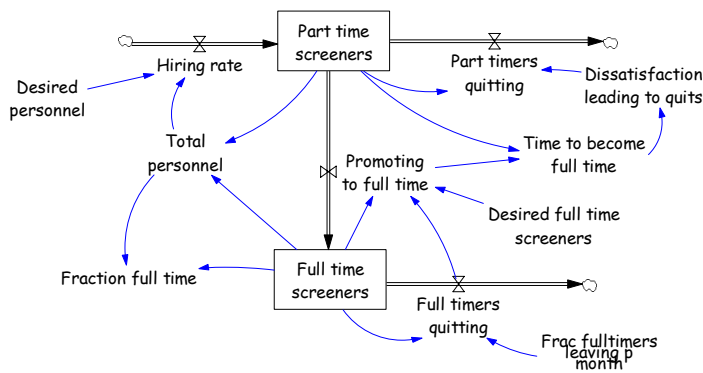 Part time
screeners
Hiring rate
Part timers
quitting
Desired
personnel
Dissatisfaction
leading to quits
Total
personnel
Promoting
to full time
Time to become
full time
Desired full time
screeners
Fraction full time
Full time
screeners
Full timers
quitting
Frac fulltimers
leaving p
month